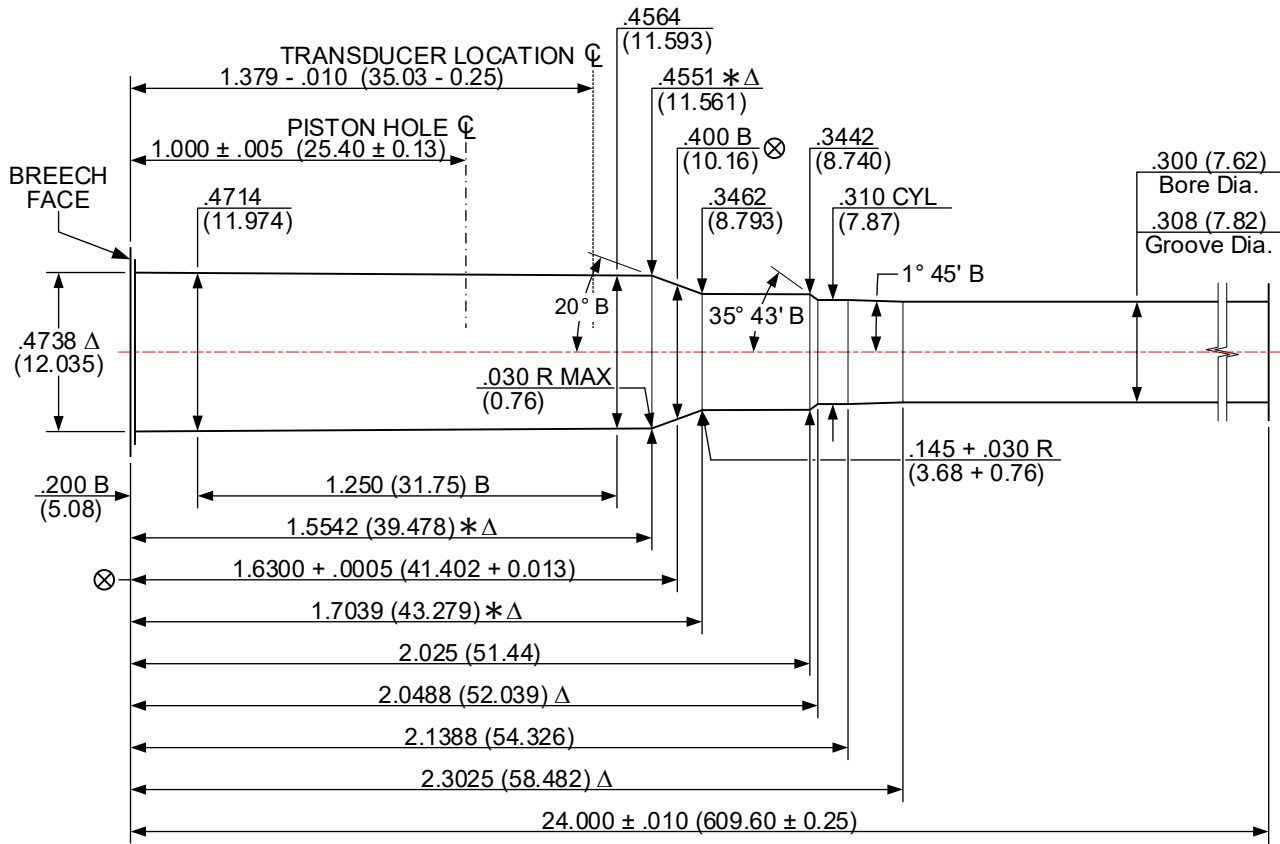 .4564
(11.593)
TRANSDUCER LOCATION ℄
1.379 - .010 (35.03 - 0.25)
.4551 * Δ
(11.561)
PISTON HOLE ℄
1.000 ± .005 (25.40 ± 0.13)
.400 B ⊗
(10.16)
.3442
(8.740)
.300 (7.62)
Bore Dia.
BREECH
FACE
.4714
(11.974)
.3462
(8.793)
.310 CYL
(7.87)
.308 (7.82)
Groove Dia.
1° 45' B
20° B
35° 43' B
.4738 Δ
(12.035)
.030 R MAX
(0.76)
.145 + .030 R
(3.68 + 0.76)
.200 B
(5.08)
1.250 (31.75) B
1.5542 (39.478) * Δ
⊗ 1.6300 + .0005 (41.402 + 0.013)
1.7039 (43.279) * Δ
2.025 (51.44)
2.0488 (52.039) Δ
2.1388 (54.326)
2.3025 (58.482) Δ
24.000 ± .010 (609.60 ± 0.25)